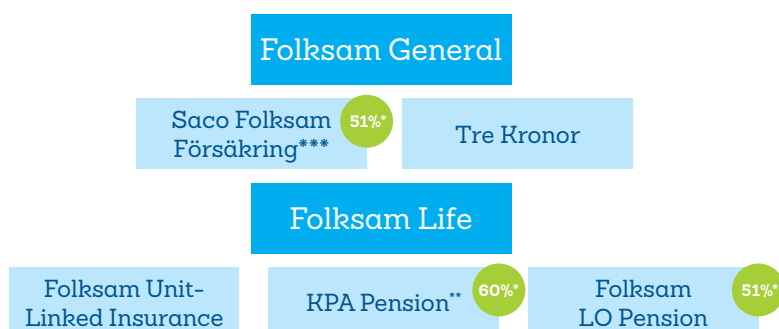 Folksam General
Saco Folksam
Försäkring***
51%*
Tre Kronor
Folksam Life
Folksam Unit-
Linked Insurance
KPA Pension**
60%*
Folksam
LO Pension
51%*